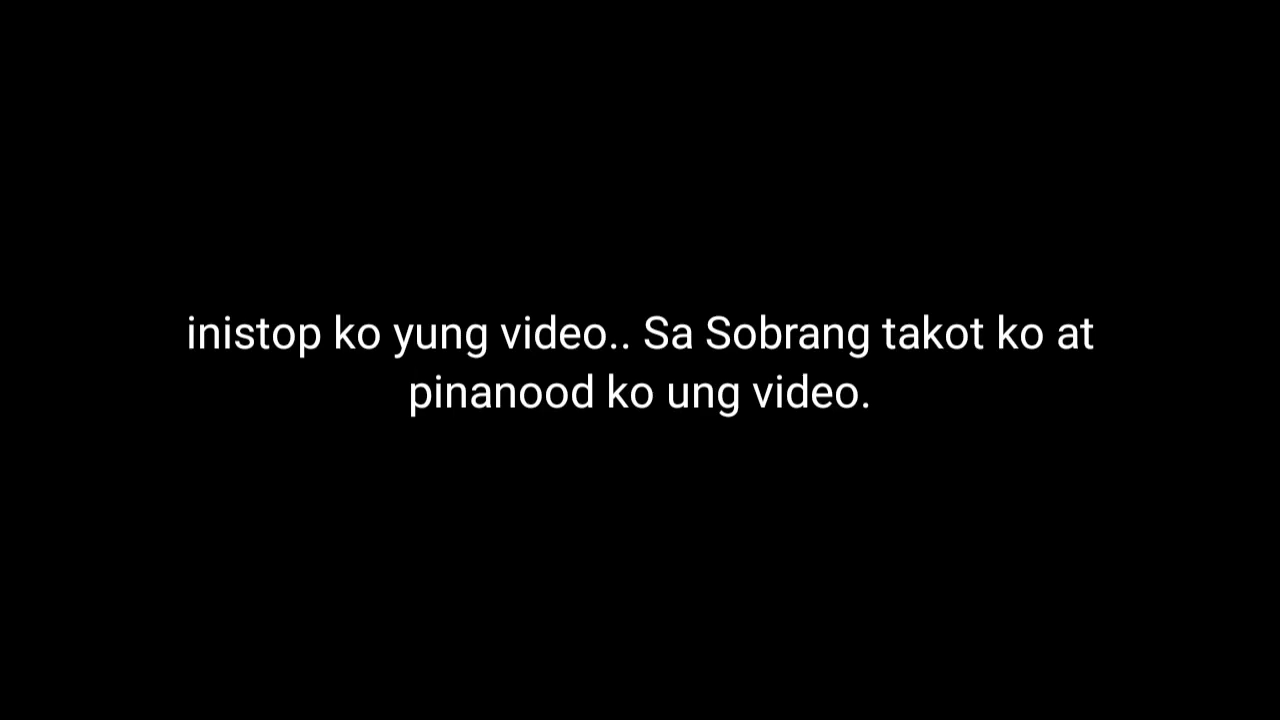 inistop ko yung video.. Sa Sobrang takot ko at
pinanood ko ung video.